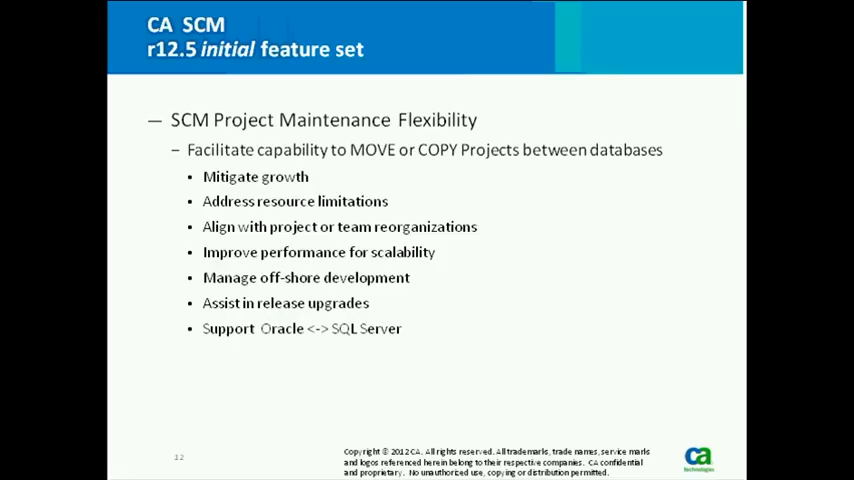 CA SCM
r12.5 initial feature set
— SCM Project Maintenance Flexibility
– Facilitate capability to MOVE or COPY Projects between databases
• Mitigate growth
• Address resource limitations
• Align with project or team reorganizations
• Improve performance for scalability
• Manage off-shore development
• Assist in release upgrades
• Support Oracle <-> SQL Server
12
Copyright © 2012 CA. All rights reserved. All trademarks, trade names, service marks
and logos referenced herein belong to their respective companies. CA confidential
and proprietary. No unauthorized use, copying or distribution permitted.
ca
technologies